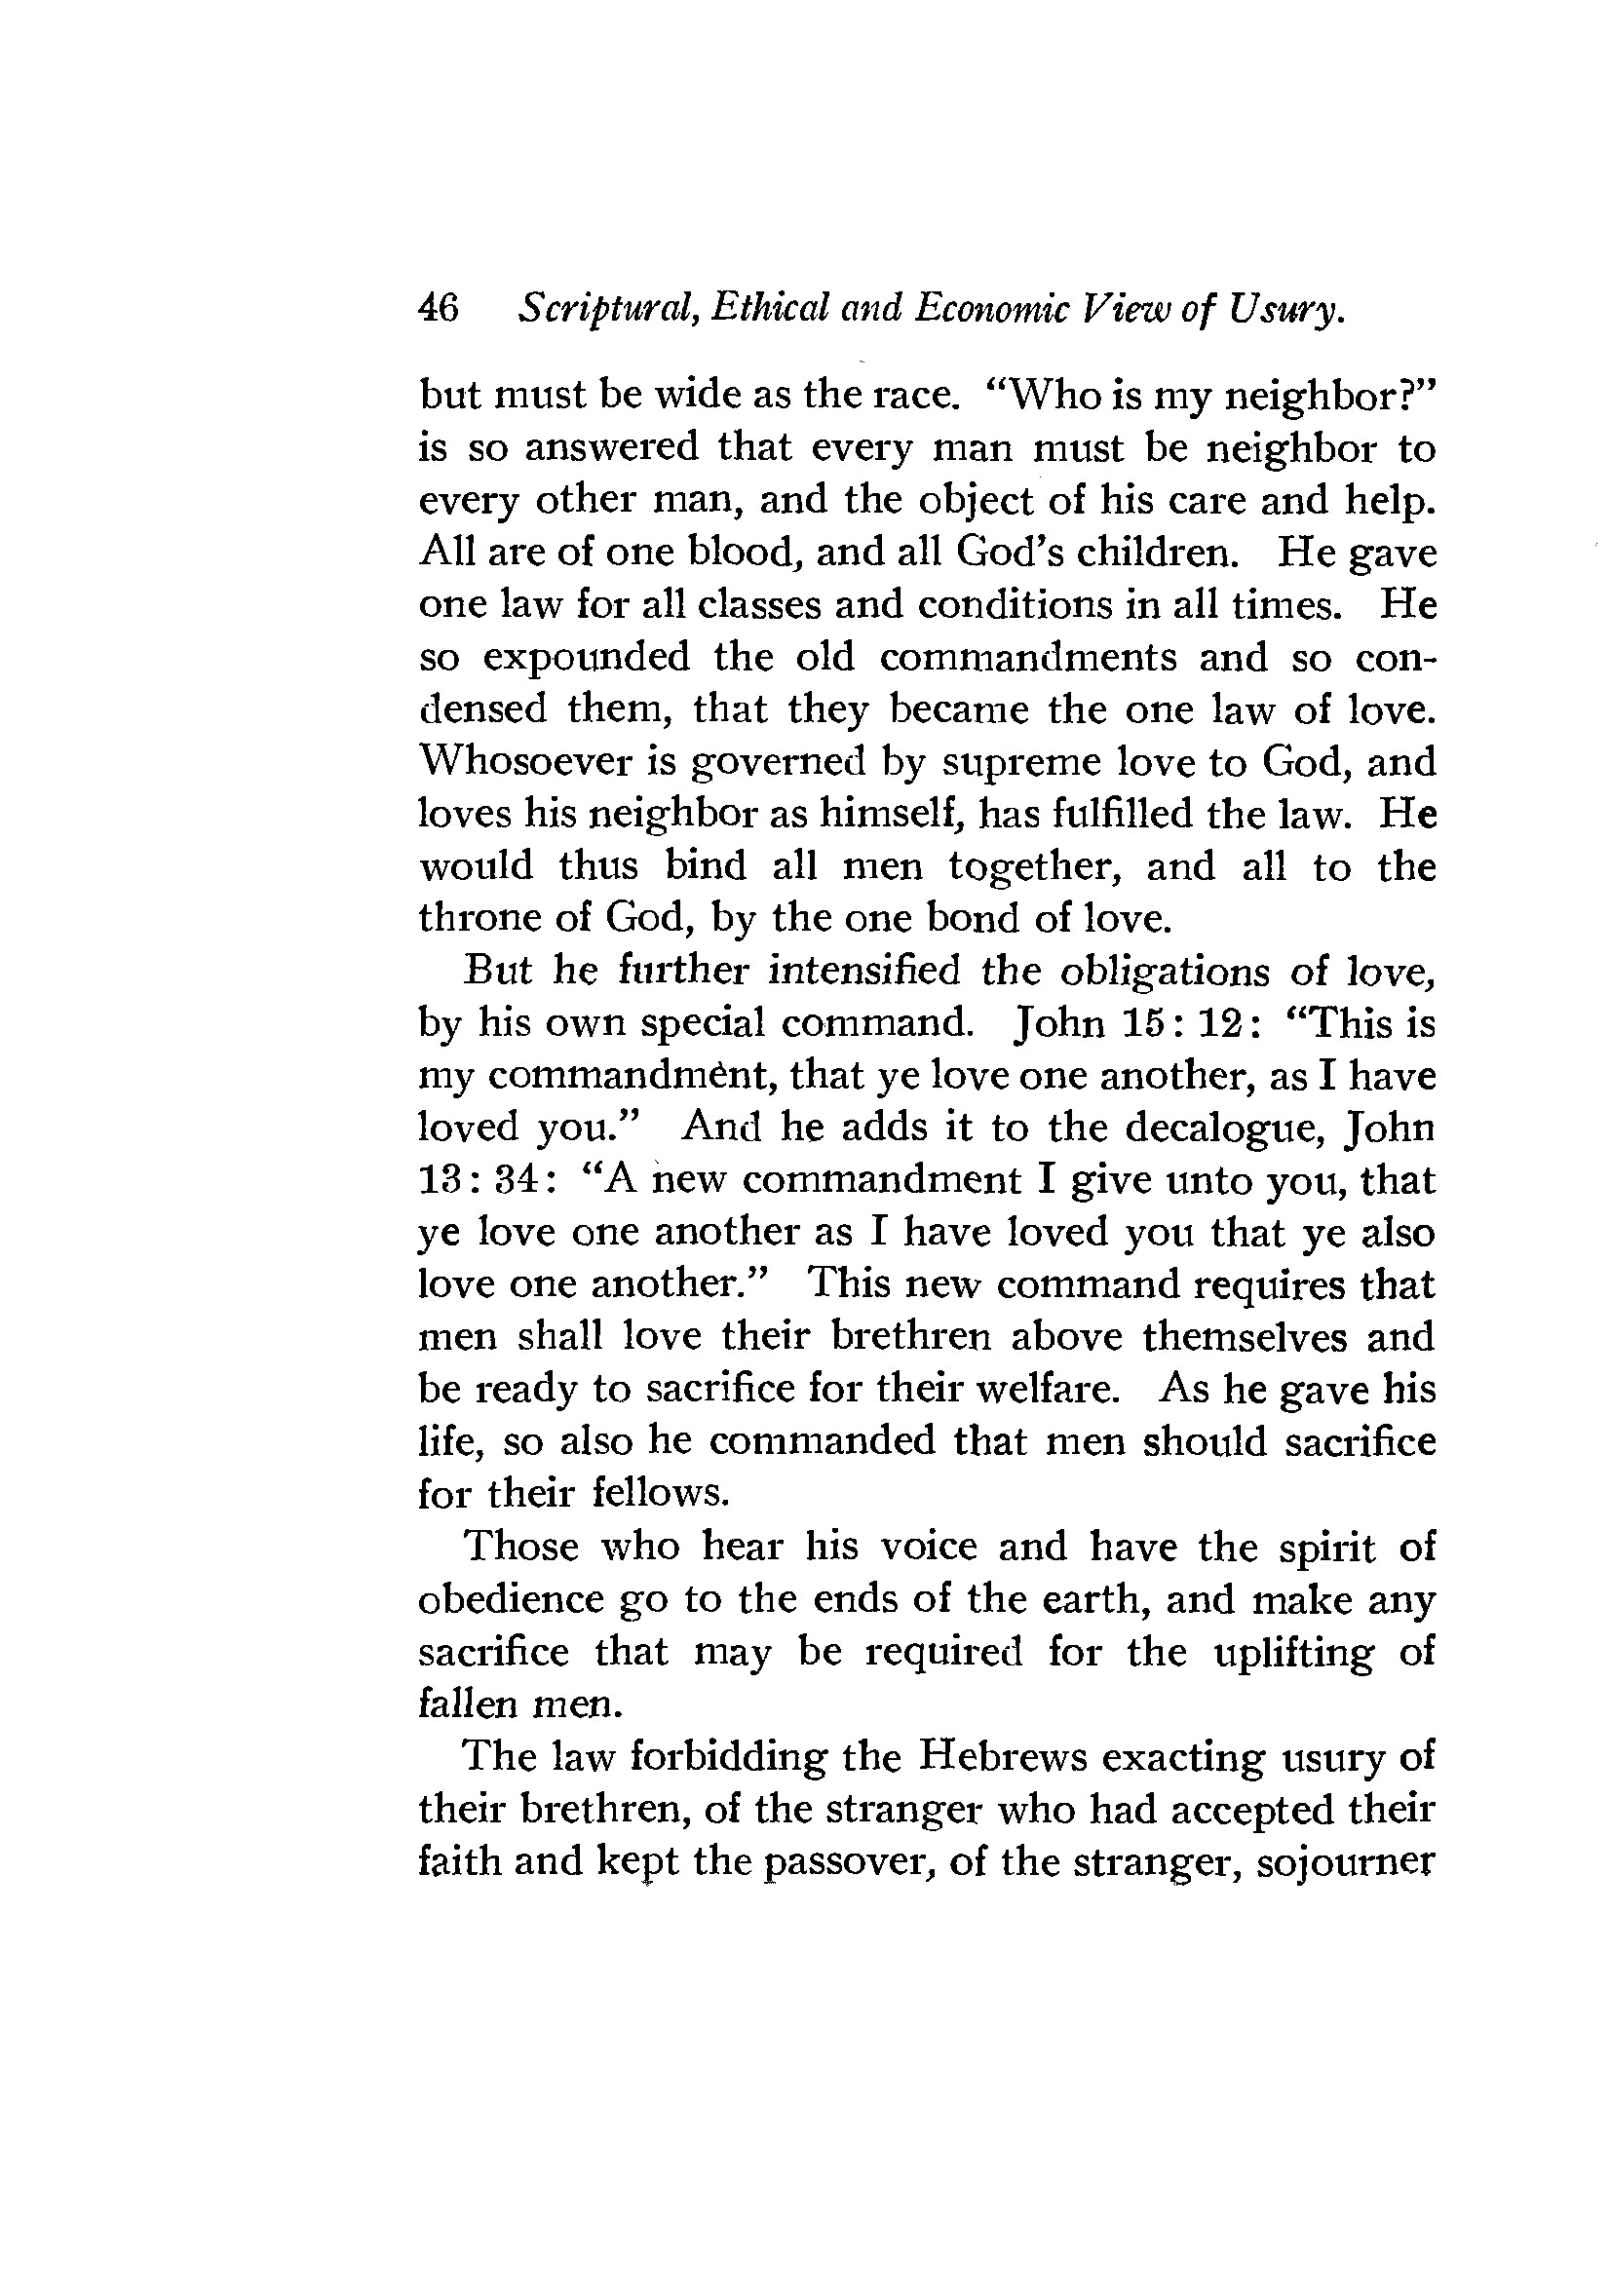 46 Scriptural, Ethical and Economic View of Usury.
but must be wide as the race. “Who is my neighbor?”
is so answered that every man must be neighbor to
every other man, and the object of his care and help.
All are of one blood, and all God’s children. He gave
one law for all classes and conditions in all times. He
so expounded the old commandments and so con-
densed them, that they became the one law of love.
Whosoever is governed by supreme love to God, and
loves his neighbor as himself, has fulfilled the law. He
would thus bind all men together, and all to the
throne of God, by the one bond of love.
But he further intensified the obligations of love,
by his own special command. John 15: 12: “This is
my commandment, that ye love one another, as I have
loved you.” And he adds it to the decalogue, John
13: 34: “A new commandment I give unto you, that
ye love one another as I have loved you that ye also
love one another.” This new command requires that
men shall love their brethren above themselves and
be ready to sacrifice for their welfare. As he gave his
life, so also he commanded that men should sacrifice
for their fellows.
Those who hear his voice and have the spirit of
obedience go to the ends of the earth, and make any
sacrifice that may be required for the uplifting of
fallen men.
The law forbidding the Hebrews exacting usury of
their brethren, of the stranger who had accepted their
faith and kept the passover, of the stranger, sojourner